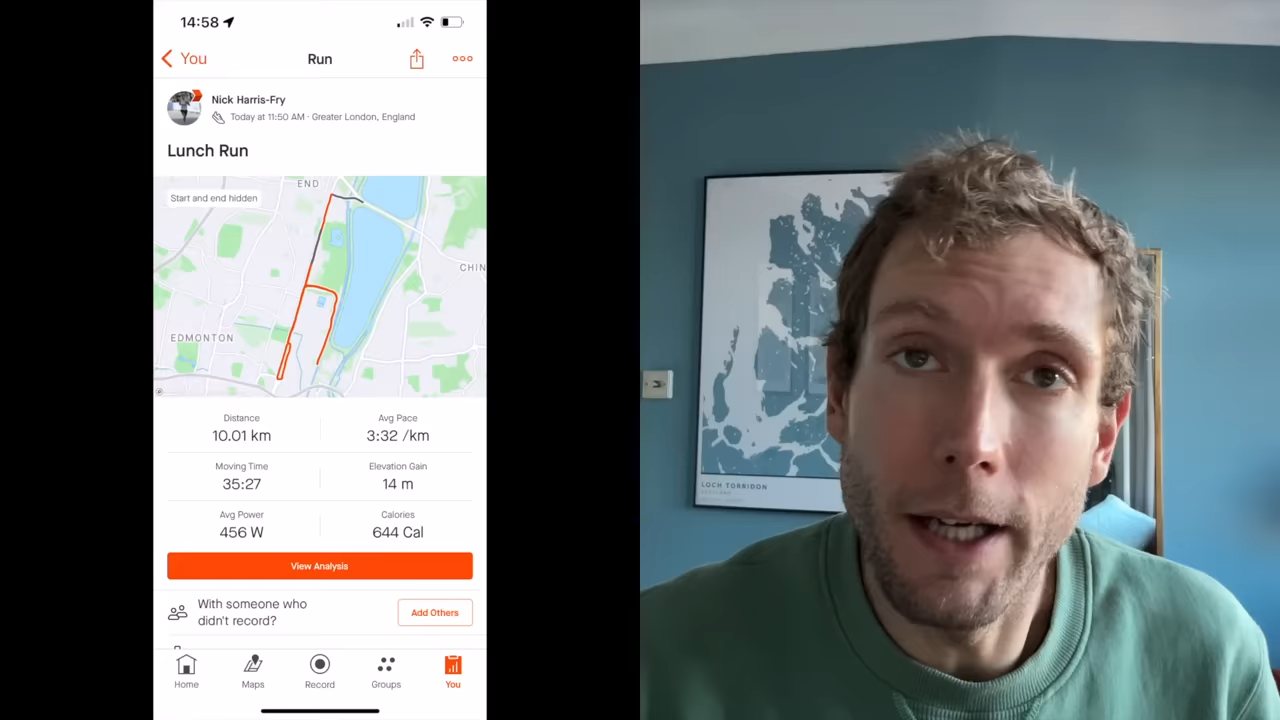 14:58
You
Run
Nick Harris-Fry
Today at 11:50 AM · Greater London, England
Lunch Run
END
Start and end hidden
CHIN
EDMONTON
Distance
10.01 km
Avg Pace
3:32 /km
Moving Time
35:27
Elevation Gain
14 m
Avg Power
456 W
Calories
644 Cal
View Analysis
With someone who
didn't record?
Add Others
Home
Maps
Record
Groups
You
LOCH TORRIDON